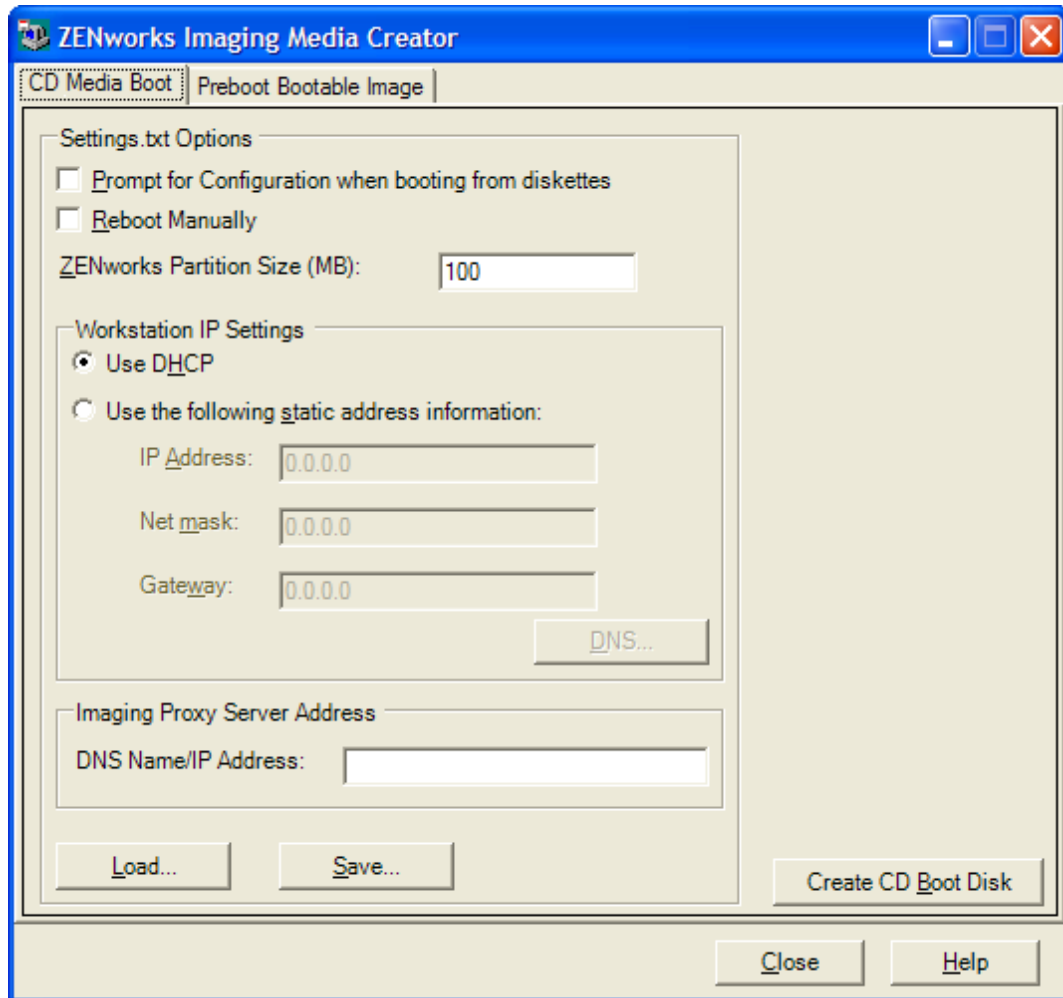 ZENworks Imaging Media Creator
CD Media Boot Preboot Bootable Image
Settings.txt Options
Prompt for Configuration when booting from diskettes
Reboot Manually
ZENworks Partition Size (MB): 100
Workstation IP Settings
Use DHCP
Use the following static address information:
IP Address: 0.0.0.0
Net mask: 0.0.0.0
Gateway: 0.0.0.0
DNS...
Imaging Proxy Server Address
DNS Name/IP Address:
Load... Save...
Create CD Boot Disk
Close Help